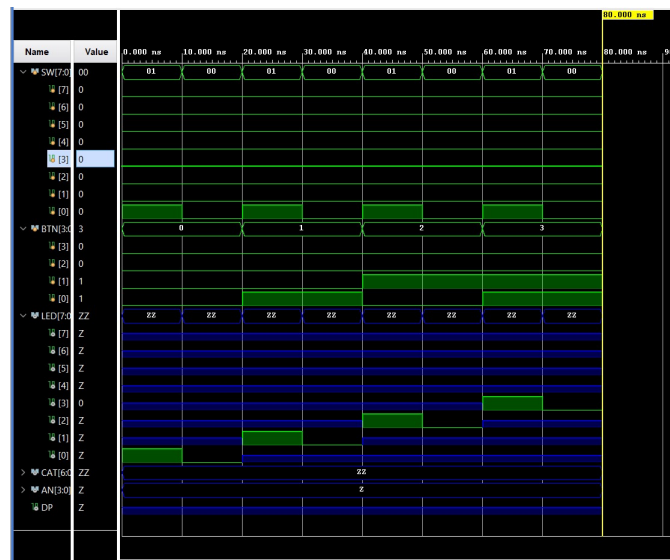 80.000 ns
Name Value 0.000 ns 10.000 ns 20.000 ns 30.000 ns 40.000 ns 50.000 ns 60.000 ns 70.000 ns 80.000 ns 9
SW[7:0] 00 01 00 01 00 01 00 01 00
[7] 0
[6] 0
[5] 0
[4] 0
[3] 0
[2] 0
[1] 0
[0] 0
BTN[3:0 3 0 1 2 3
[3] 0
[2] 0
[1] 1
[0] 1
LED[7:0 ZZ ZZ ZZ ZZ ZZ ZZ ZZ ZZ ZZ
[7] Z
[6] Z
[5] Z
[4] Z
[3] 0
[2] Z
[1] Z
[0] Z
CAT[6:0 ZZ ZZ
AN[3:0] Z Z
DP Z